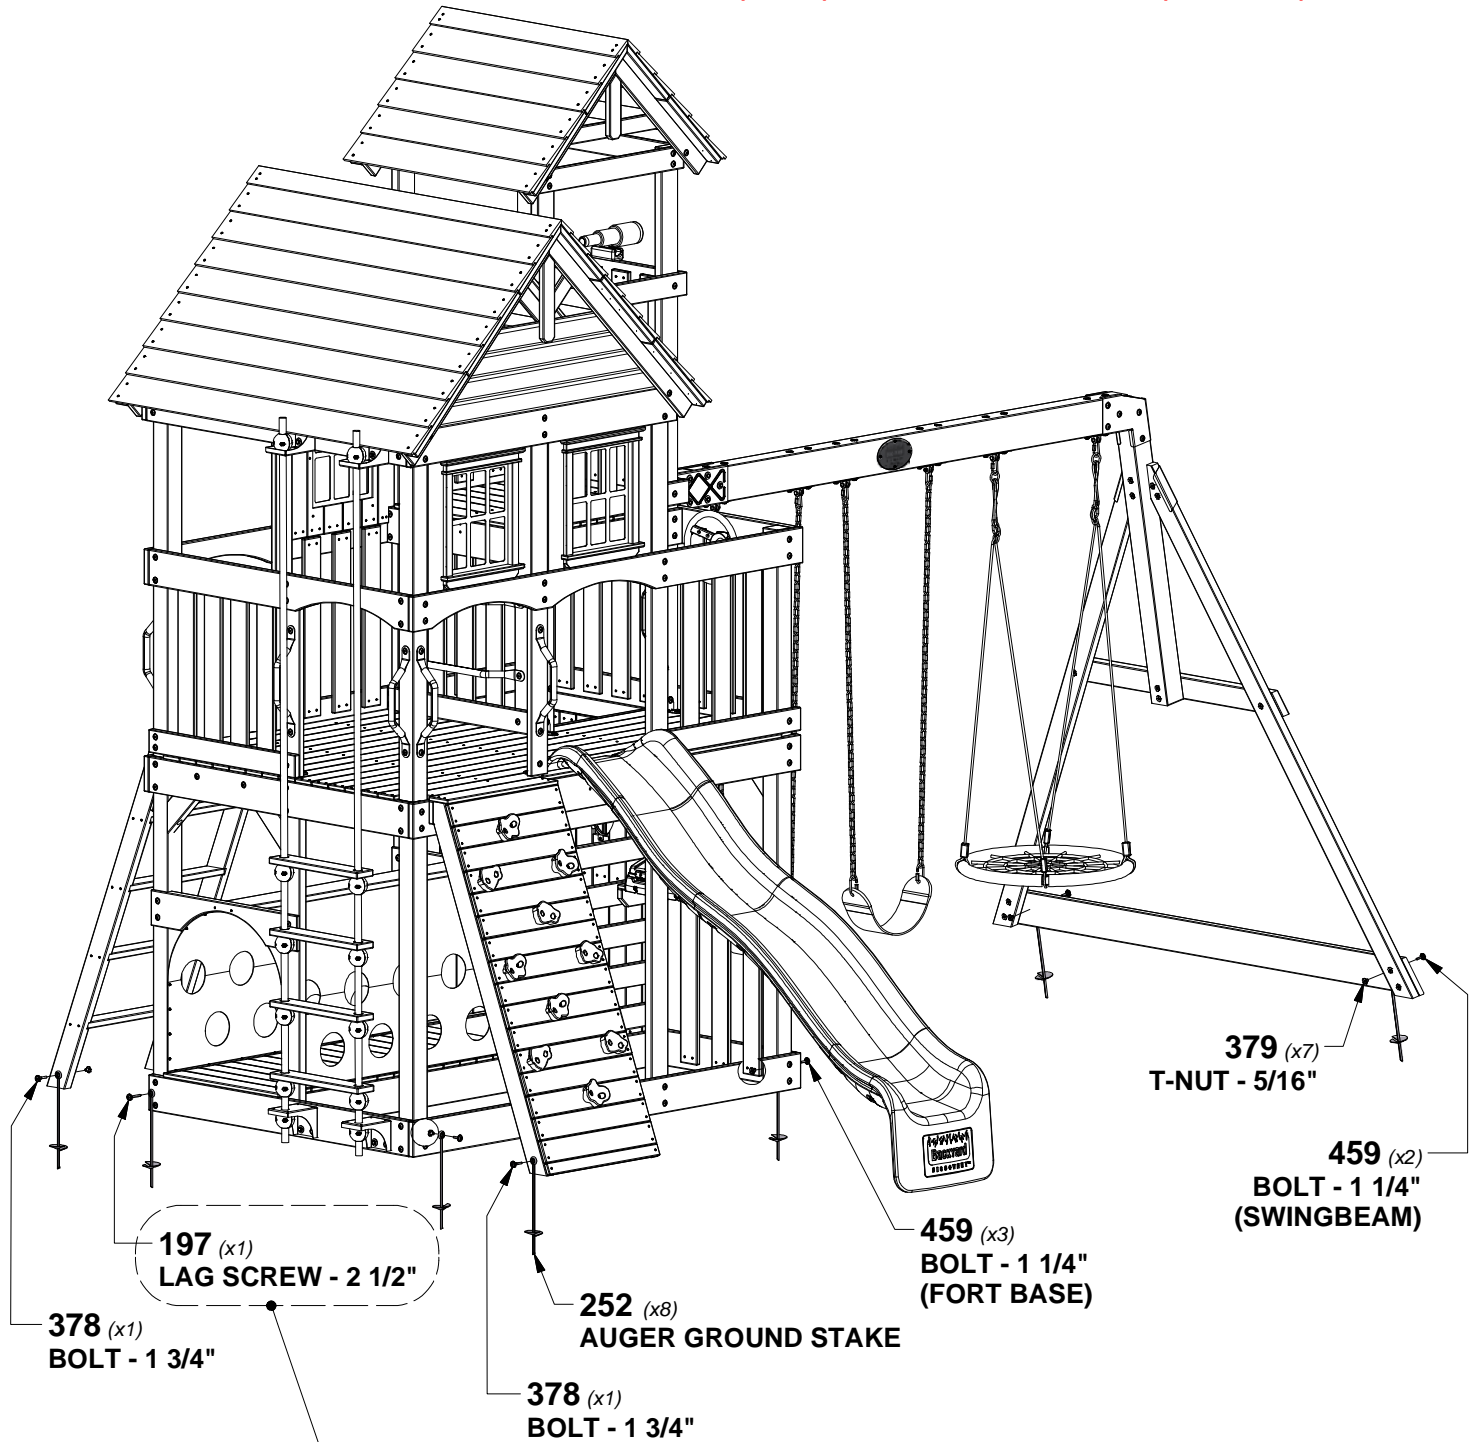 379 (x7)
T-NUT - 5/16"
459 (x2)
BOLT - 1 1/4"
(SWINGBEAM)
197 (x1)
LAG SCREW - 2 1/2"
459 (x3)
BOLT - 1 1/4"
(FORT BASE)
252 (x8)
AUGER GROUND STAKE
378 (x1)
BOLT - 1 3/4"
378 (x1)
BOLT - 1 3/4"
Backyard